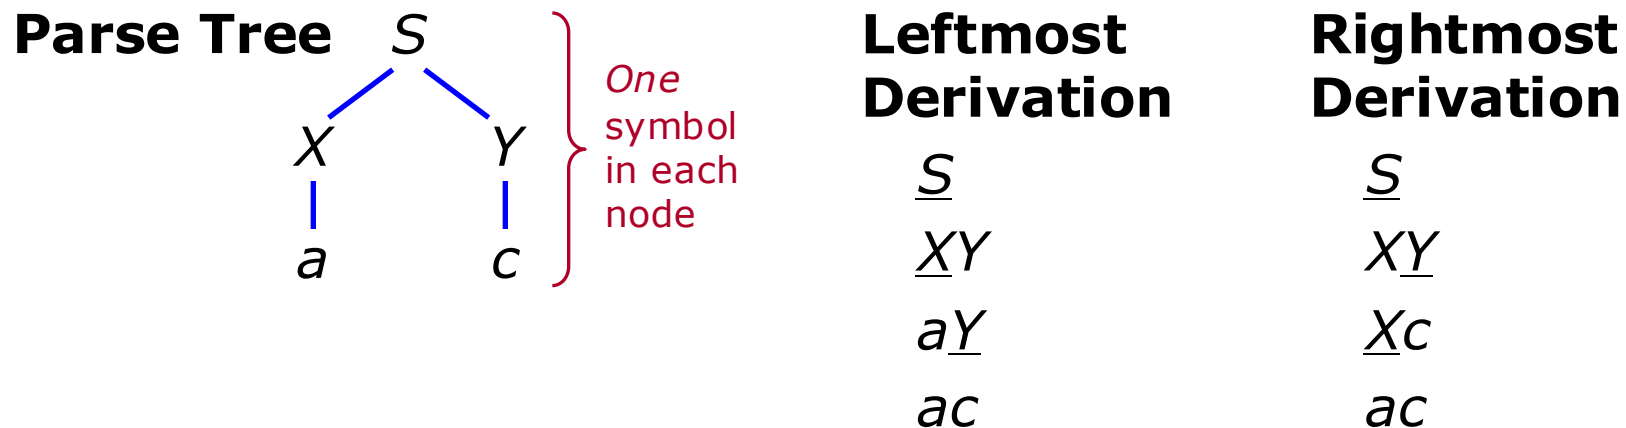 Parse Tree
S
X Y
a c
One
symbol
in each
node
Leftmost
Derivation
S
XY
aY
ac
Rightmost
Derivation
S
XY
Xc
ac